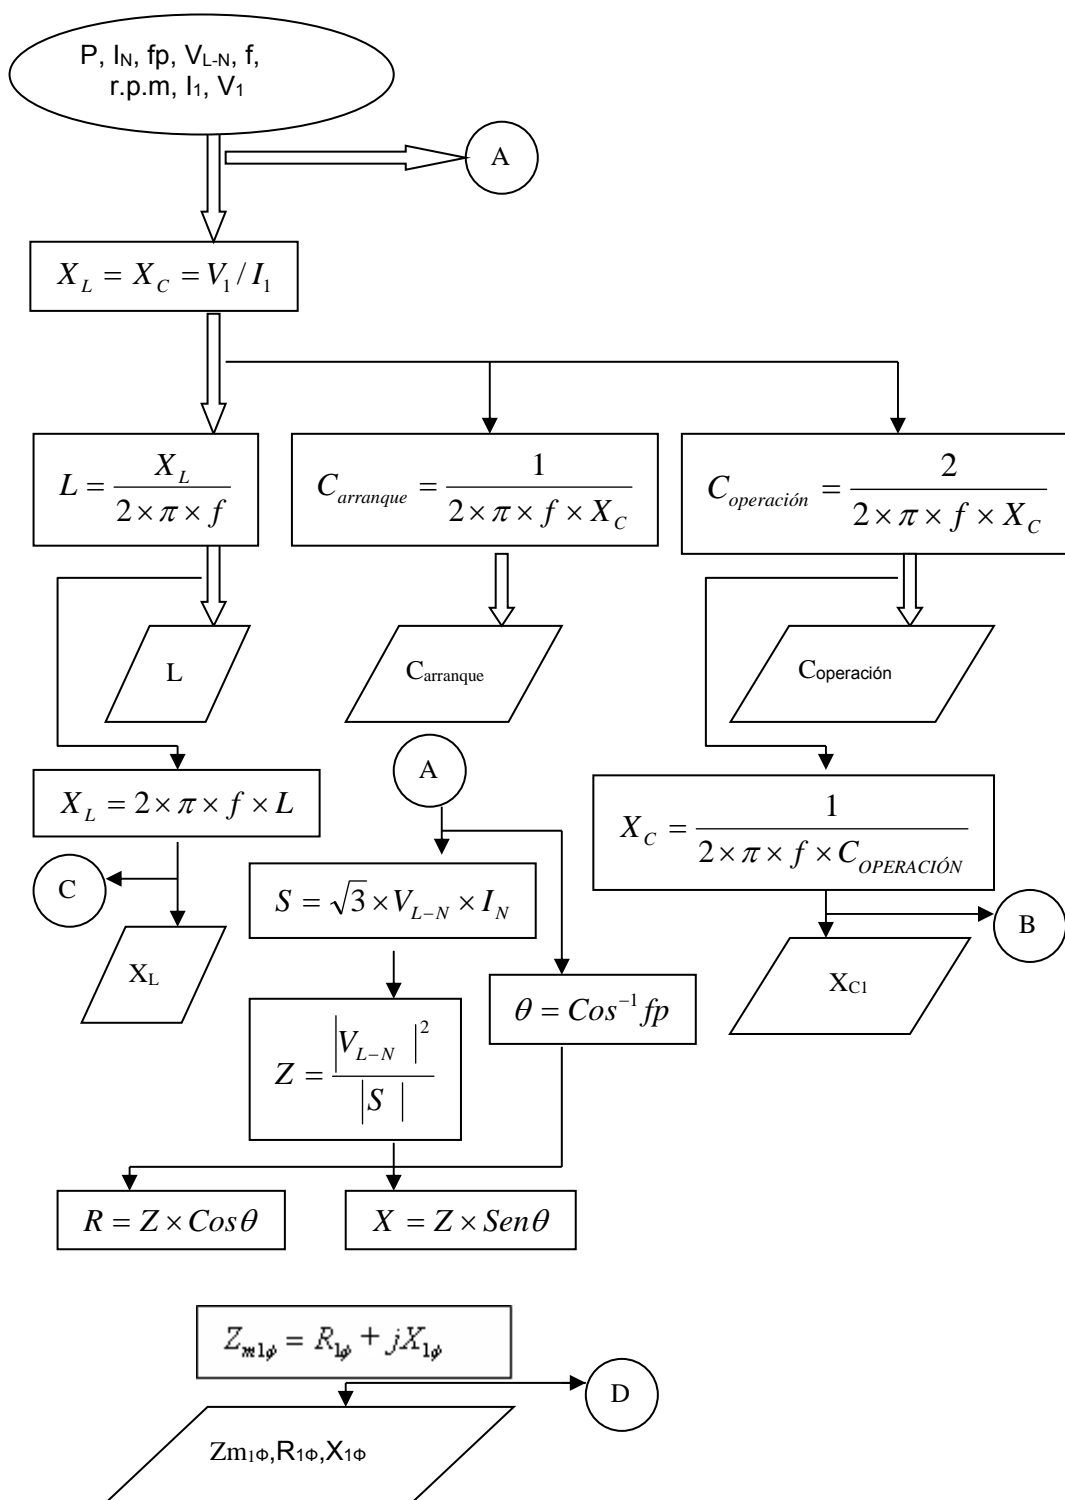 P, I_N, fp, V_L-N, f,
r.p.m, I_1, V_1
A
X_L = X_C = V_1 / I_1
L = X_L / (2 × π × f)
C_arranque = 1 / (2 × π × f × X_C)
C_operación = 2 / (2 × π × f × X_C)
L
C_arranque
C_operación
A
X_L = 2 × π × f × L
X_C = 1 / (2 × π × f × C_OPERACIÓN)
C
S = √3 × V_L-N × I_N
B
X_L
θ = Cos^-1 fp
X_C1
Z = |V_L-N|^2 / |S|
R = Z × Cosθ
X = Z × Senθ
Z_m1ϕ = R_1ϕ + jX_1ϕ
D
Zm_1Φ,R_1Φ,X_1Φ